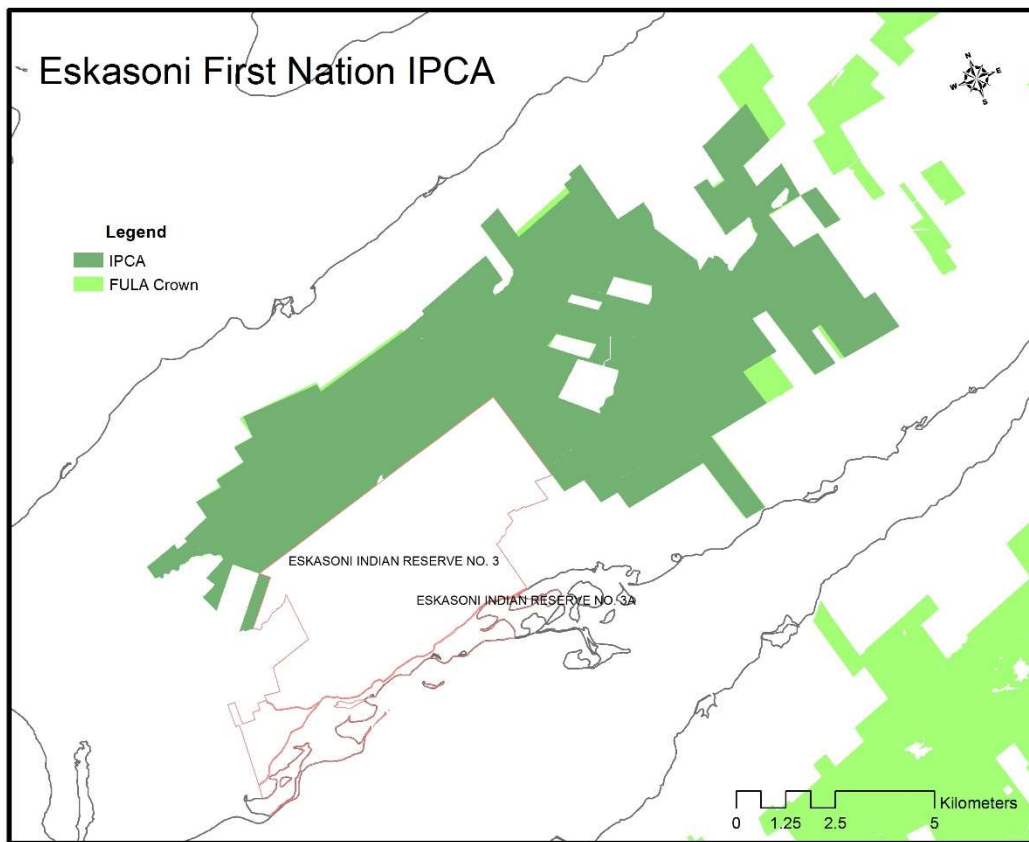 Eskasoni First Nation IPCA
N
E
W
S
Legend
IPCA
FULA Crown
ESKASONI INDIAN RESERVE NO. 3
ESKASONI INDIAN RESERVE NO. 3A
Kilometers
0 1.25 2.5 5